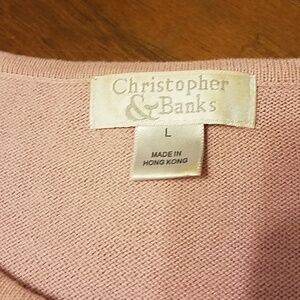 Christopher
& Banks
L
MADE IN
HONG KONG